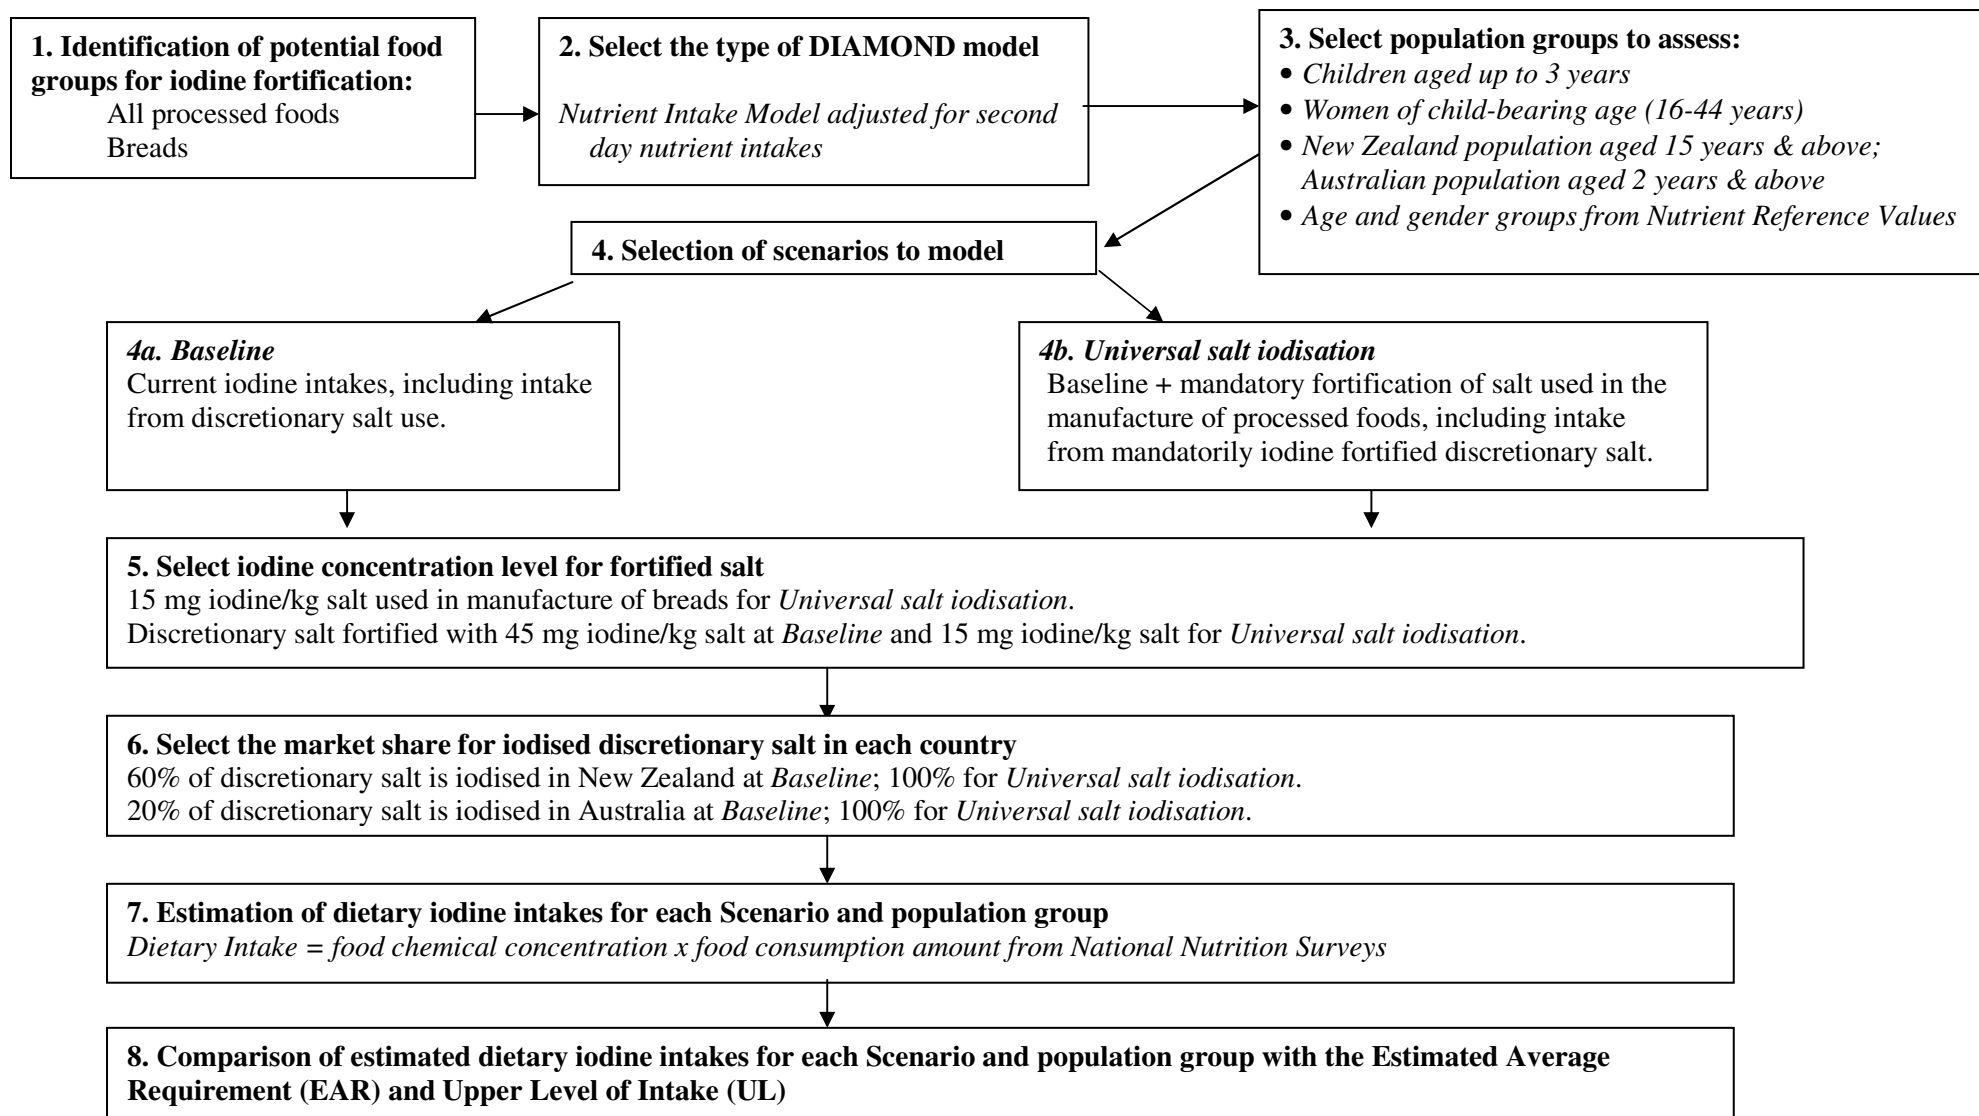 1. Identification of potential food
groups for iodine fortification:
All processed foods
Breads
2. Select the type of DIAMOND model
Nutrient Intake Model adjusted for second
day nutrient intakes
3. Select population groups to assess:
• Children aged up to 3 years
• Women of child-bearing age (16-44 years)
• New Zealand population aged 15 years & above;
Australian population aged 2 years & above
• Age and gender groups from Nutrient Reference Values
4. Selection of scenarios to model
4a. Baseline
Current iodine intakes, including intake
from discretionary salt use.
4b. Universal salt iodisation
Baseline + mandatory fortification of salt used in the
manufacture of processed foods, including intake
from mandatorily iodine fortified discretionary salt.
5. Select iodine concentration level for fortified salt
15 mg iodine/kg salt used in manufacture of breads for Universal salt iodisation.
Discretionary salt fortified with 45 mg iodine/kg salt at Baseline and 15 mg iodine/kg salt for Universal salt iodisation.
6. Select the market share for iodised discretionary salt in each country
60% of discretionary salt is iodised in New Zealand at Baseline; 100% for Universal salt iodisation.
20% of discretionary salt is iodised in Australia at Baseline; 100% for Universal salt iodisation.
7. Estimation of dietary iodine intakes for each Scenario and population group
Dietary Intake = food chemical concentration x food consumption amount from National Nutrition Surveys
8. Comparison of estimated dietary iodine intakes for each Scenario and population group with the Estimated Average
Requirement (EAR) and Upper Level of Intake (UL)